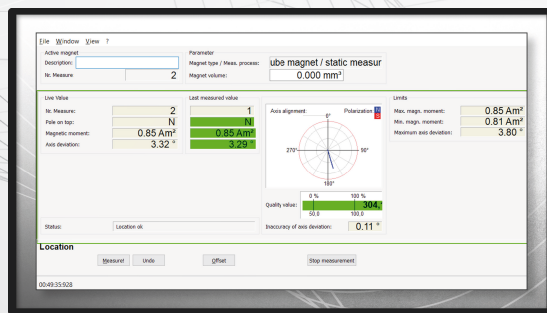 File Window View ?
Active magnet
Description:
Nr. Measure 2
Parameter
Magnet type / Meas. process: ube magnet / static measur
Magnet volume: 0.000 mm³
Live Value
Nr. Measure: 2
Pole on top: N
Magnetic moment: 0.85 Am²
Axis deviation: 3.32 °
Last measured value
1
N
0.85 Am²
3.29 °
Axis alignment
Polarization N
S
0°
270° 90°
180°
0 % 100 %
Quality value: 304,
50.0 100.0
Inaccuracy of axis deviation: 0.11 °
Limits
Max. magn. moment: 0.85 Am²
Min. magn. moment: 0.81 Am²
Maximum axis deviation: 3.80 °
Status: Location ok
Location
Measure! Undo Offset Stop measurement
00:49:35:928